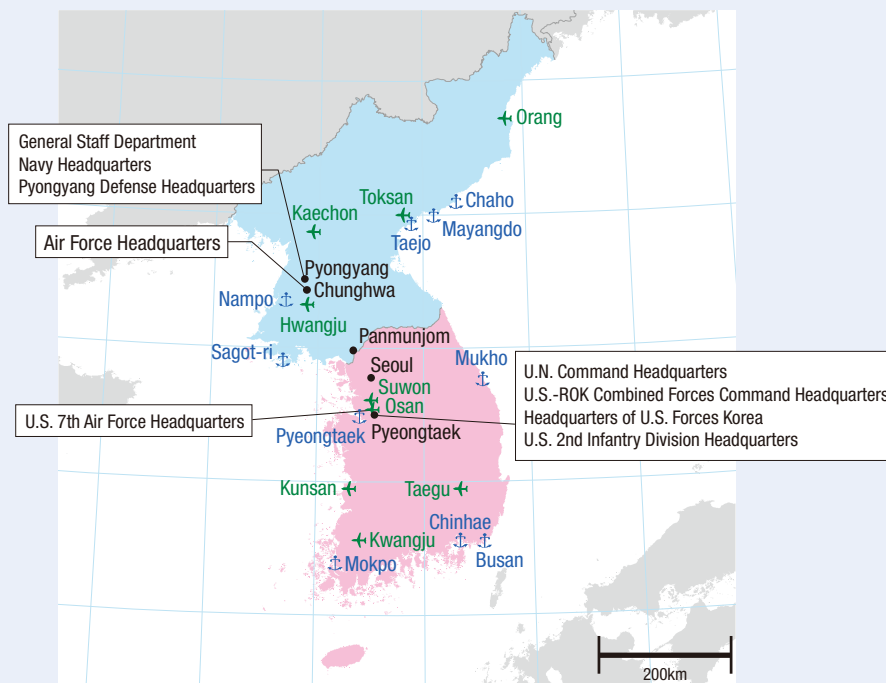 Orang
General Staff Department
Navy Headquarters
Pyongyang Defense Headquarters
Toksan
Chaho
Kaechon
Mayangdo
Taejo
Air Force Headquarters
Pyongyang
Chunghwa
Nampo
Hwangju
Panmunjom
Sagot-ri
Mukho
Seoul
U.N. Command Headquarters
U.S.-ROK Combined Forces Command Headquarters
Headquarters of U.S. Forces Korea
U.S. 2nd Infantry Division Headquarters
Suwon
Osan
U.S. 7th Air Force Headquarters
Pyeongtaek
Pyeongtaek
Kunsan
Taegu
Chinhae
Kwangju
Busan
Mokpo
200km